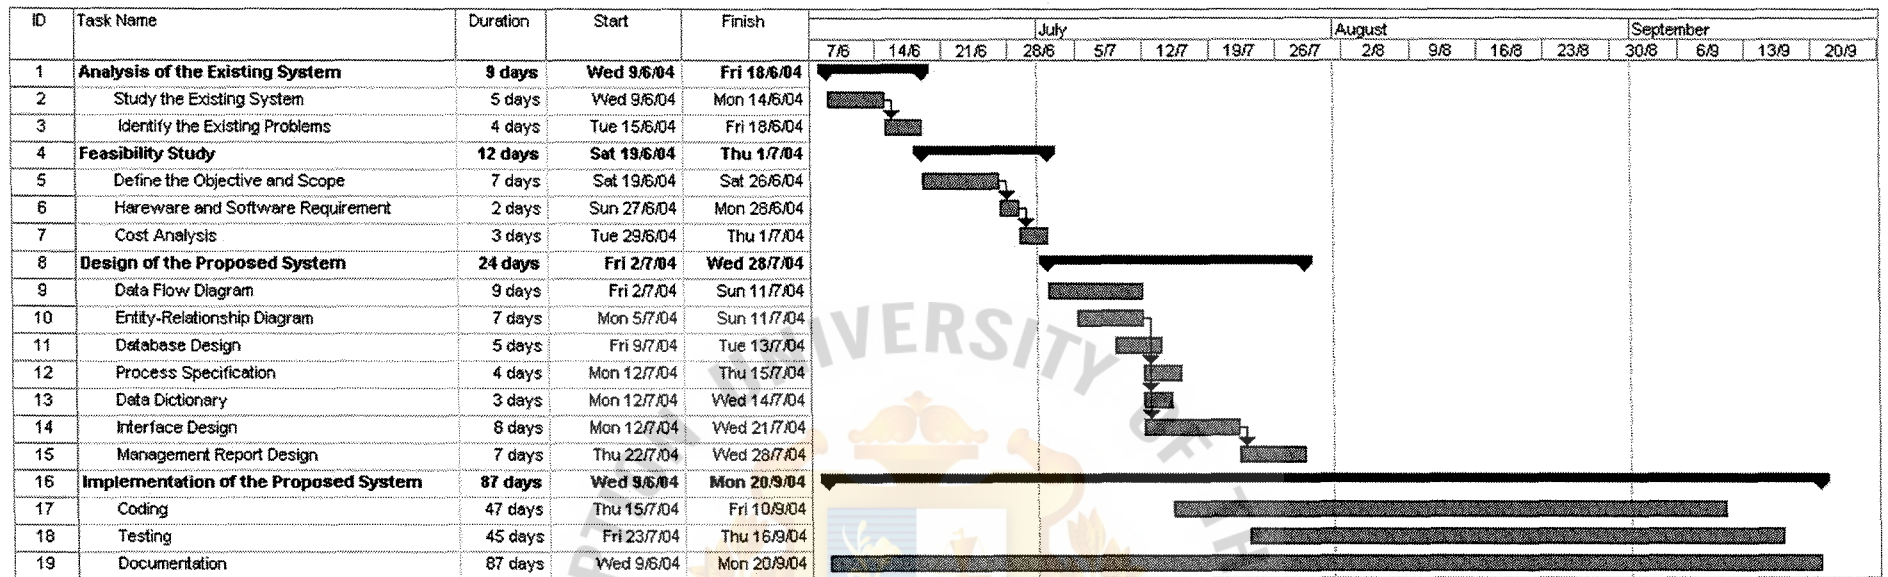 ID Task Name Duration Start Finish July August September
7/6 14/6 21/6 28/6 5/7 12/7 19/7 26/7 2/8 9/8 16/8 23/8 30/8 6/9 13/9 20/9
1 Analysis of the Existing System 9 days Wed 9/6/04 Fri 18/6/04
2 Study the Existing System 5 days Wed 9/6/04 Mon 14/6/04
3 Identify the Existing Problems 4 days Tue 15/6/04 Fri 18/6/04
4 Feasibility Study 12 days Sat 19/6/04 Thu 1/7/04
5 Define the Objective and Scope 7 days Sat 19/6/04 Sat 26/6/04
6 Hareware and Software Requirement 2 days Sun 27/6/04 Mon 28/6/04
7 Cost Analysis 3 days Tue 29/6/04 Thu 1/7/04
8 Design of the Proposed System 24 days Fri 2/7/04 Wed 28/7/04
9 Data Flow Diagram 9 days Fri 2/7/04 Sun 11/7/04
10 Entity-Relationship Diagram 7 days Mon 5/7/04 Sun 11/7/04
11 Database Design 5 days Fri 9/7/04 Tue 13/7/04
12 Process Specification 4 days Mon 12/7/04 Thu 15/7/04
13 Data Dictionary 3 days Mon 12/7/04 Wed 14/7/04
14 Interface Design 8 days Mon 12/7/04 Wed 21/7/04
15 Management Report Design 7 days Thu 22/7/04 Wed 28/7/04
16 Implementation of the Proposed System 87 days Wed 9/6/04 Mon 20/9/04
17 Coding 47 days Thu 15/7/04 Fri 10/9/04
18 Testing 45 days Fri 23/7/04 Thu 16/9/04
19 Documentation 87 days Wed 9/6/04 Mon 20/9/04
UNIVERSITY OF